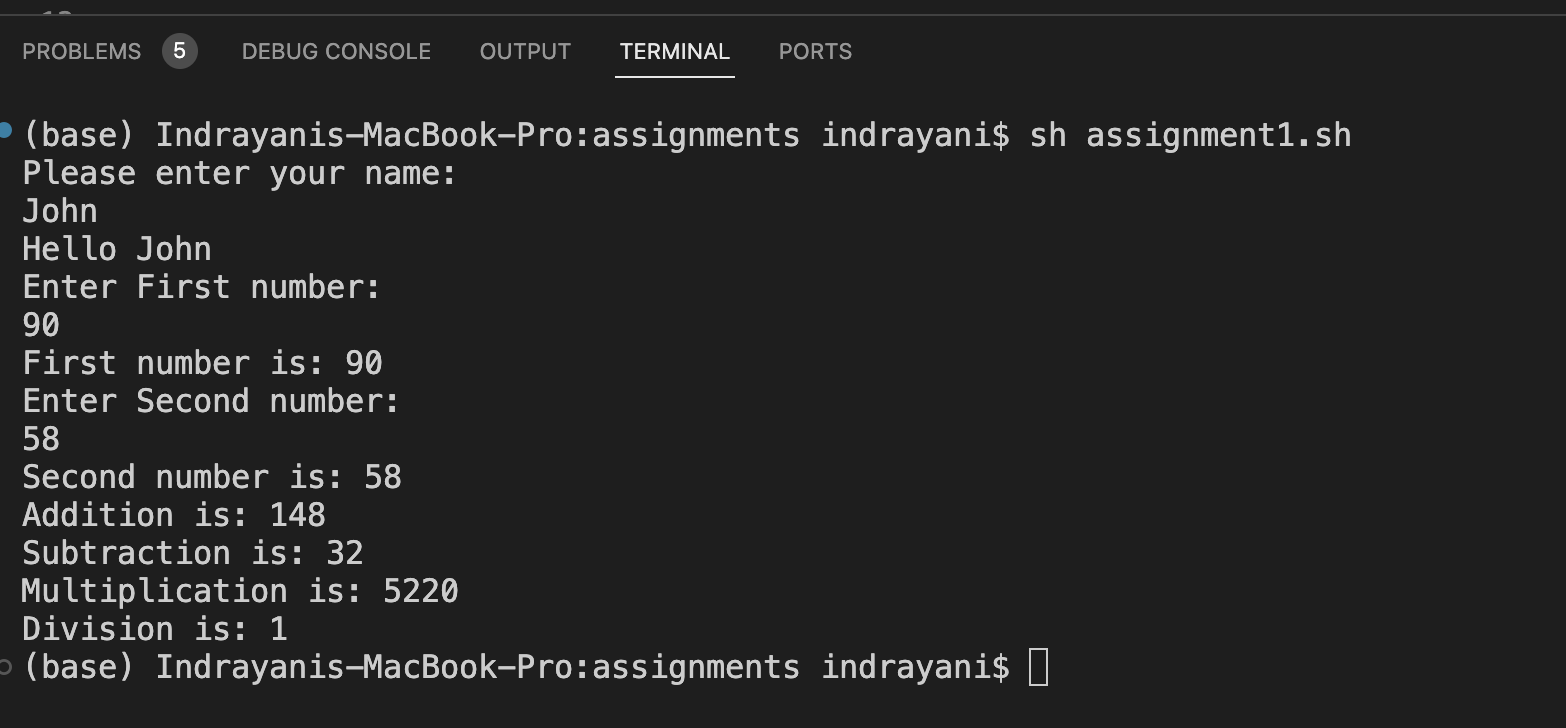 PROBLEMS 5 DEBUG CONSOLE OUTPUT TERMINAL PORTS
(base) Indrayanis-MacBook-Pro:assignments indrayani$ sh assignment1.sh
Please enter your name:
John
Hello John
Enter First number:
90
First number is: 90
Enter Second number:
58
Second number is: 58
Addition is: 148
Subtraction is: 32
Multiplication is: 5220
Division is: 1
(base) Indrayanis-MacBook-Pro:assignments indrayani$